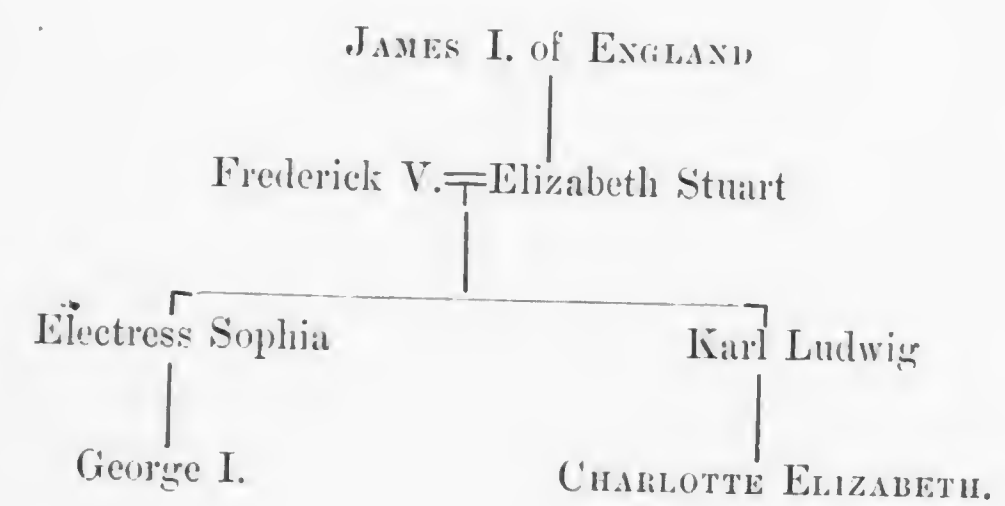 JAMES I. of ENGLAND
Frederick V.=Elizabeth Stuart
Electress Sophia
Karl Ludwig
George I.
CHARLOTTE ELIZABETH.